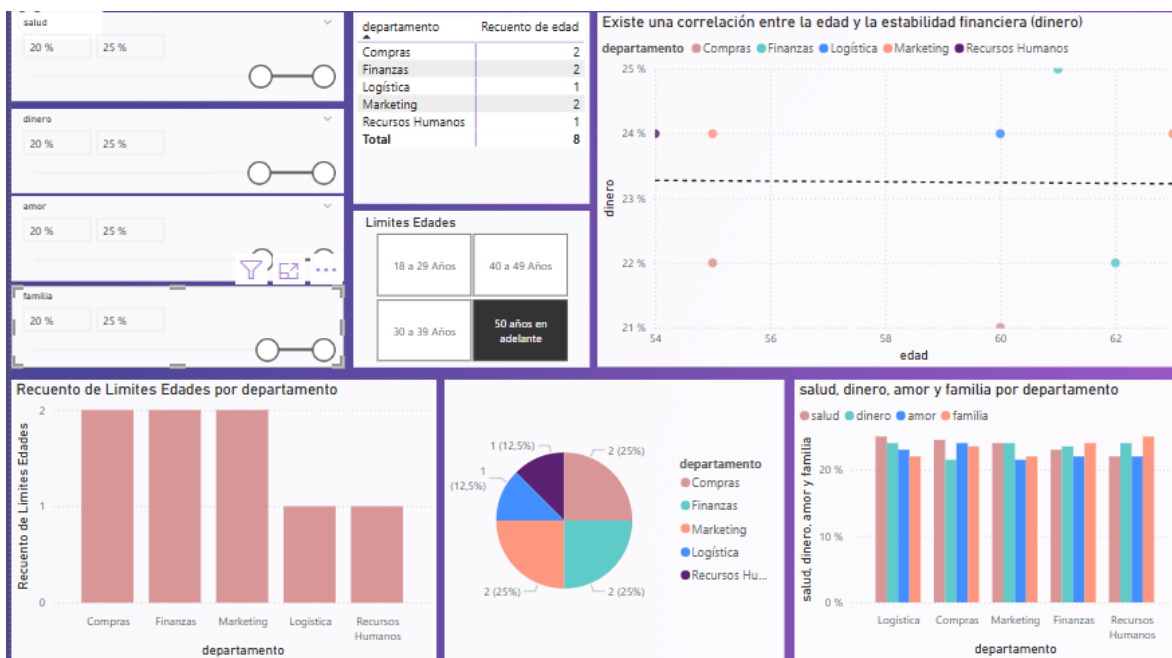 salud
20 % 25 %
dinero
20 % 25 %
amor
20 % 25 %
familia
20 % 25 %
departamento Recuento de edad
Compras 2
Finanzas 2
Logística 1
Marketing 2
Recursos Humanos 1
Total 8
Limites Edades
18 a 29 Años 40 a 49 Años
30 a 39 Años 50 años en
adelante
Existe una correlación entre la edad y la estabilidad financiera (dinero)
departamento Compras Finanzas Logística Marketing Recursos Humanos
25 %
24 %
23 %
22 %
21 %
dinero
54 56 58 60 62
edad
Recuento de Limites Edades por departamento
Recuento de Limites Edades
2
1
0
Compras Finanzas Marketing Logística Recursos
Humanos
departamento
1 (12,5%)
2 (25%)
1
(12,5%)
2 (25%)
2 (25%)
departamento
Compras
Finanzas
Marketing
Logística
Recursos Hu...
salud, dinero, amor y familia por departamento
salud dinero amor familia
salud, dinero, amor y familia
20 %
10 %
0 %
Logística Compras Marketing Finanzas Recursos
Humanos
departamento